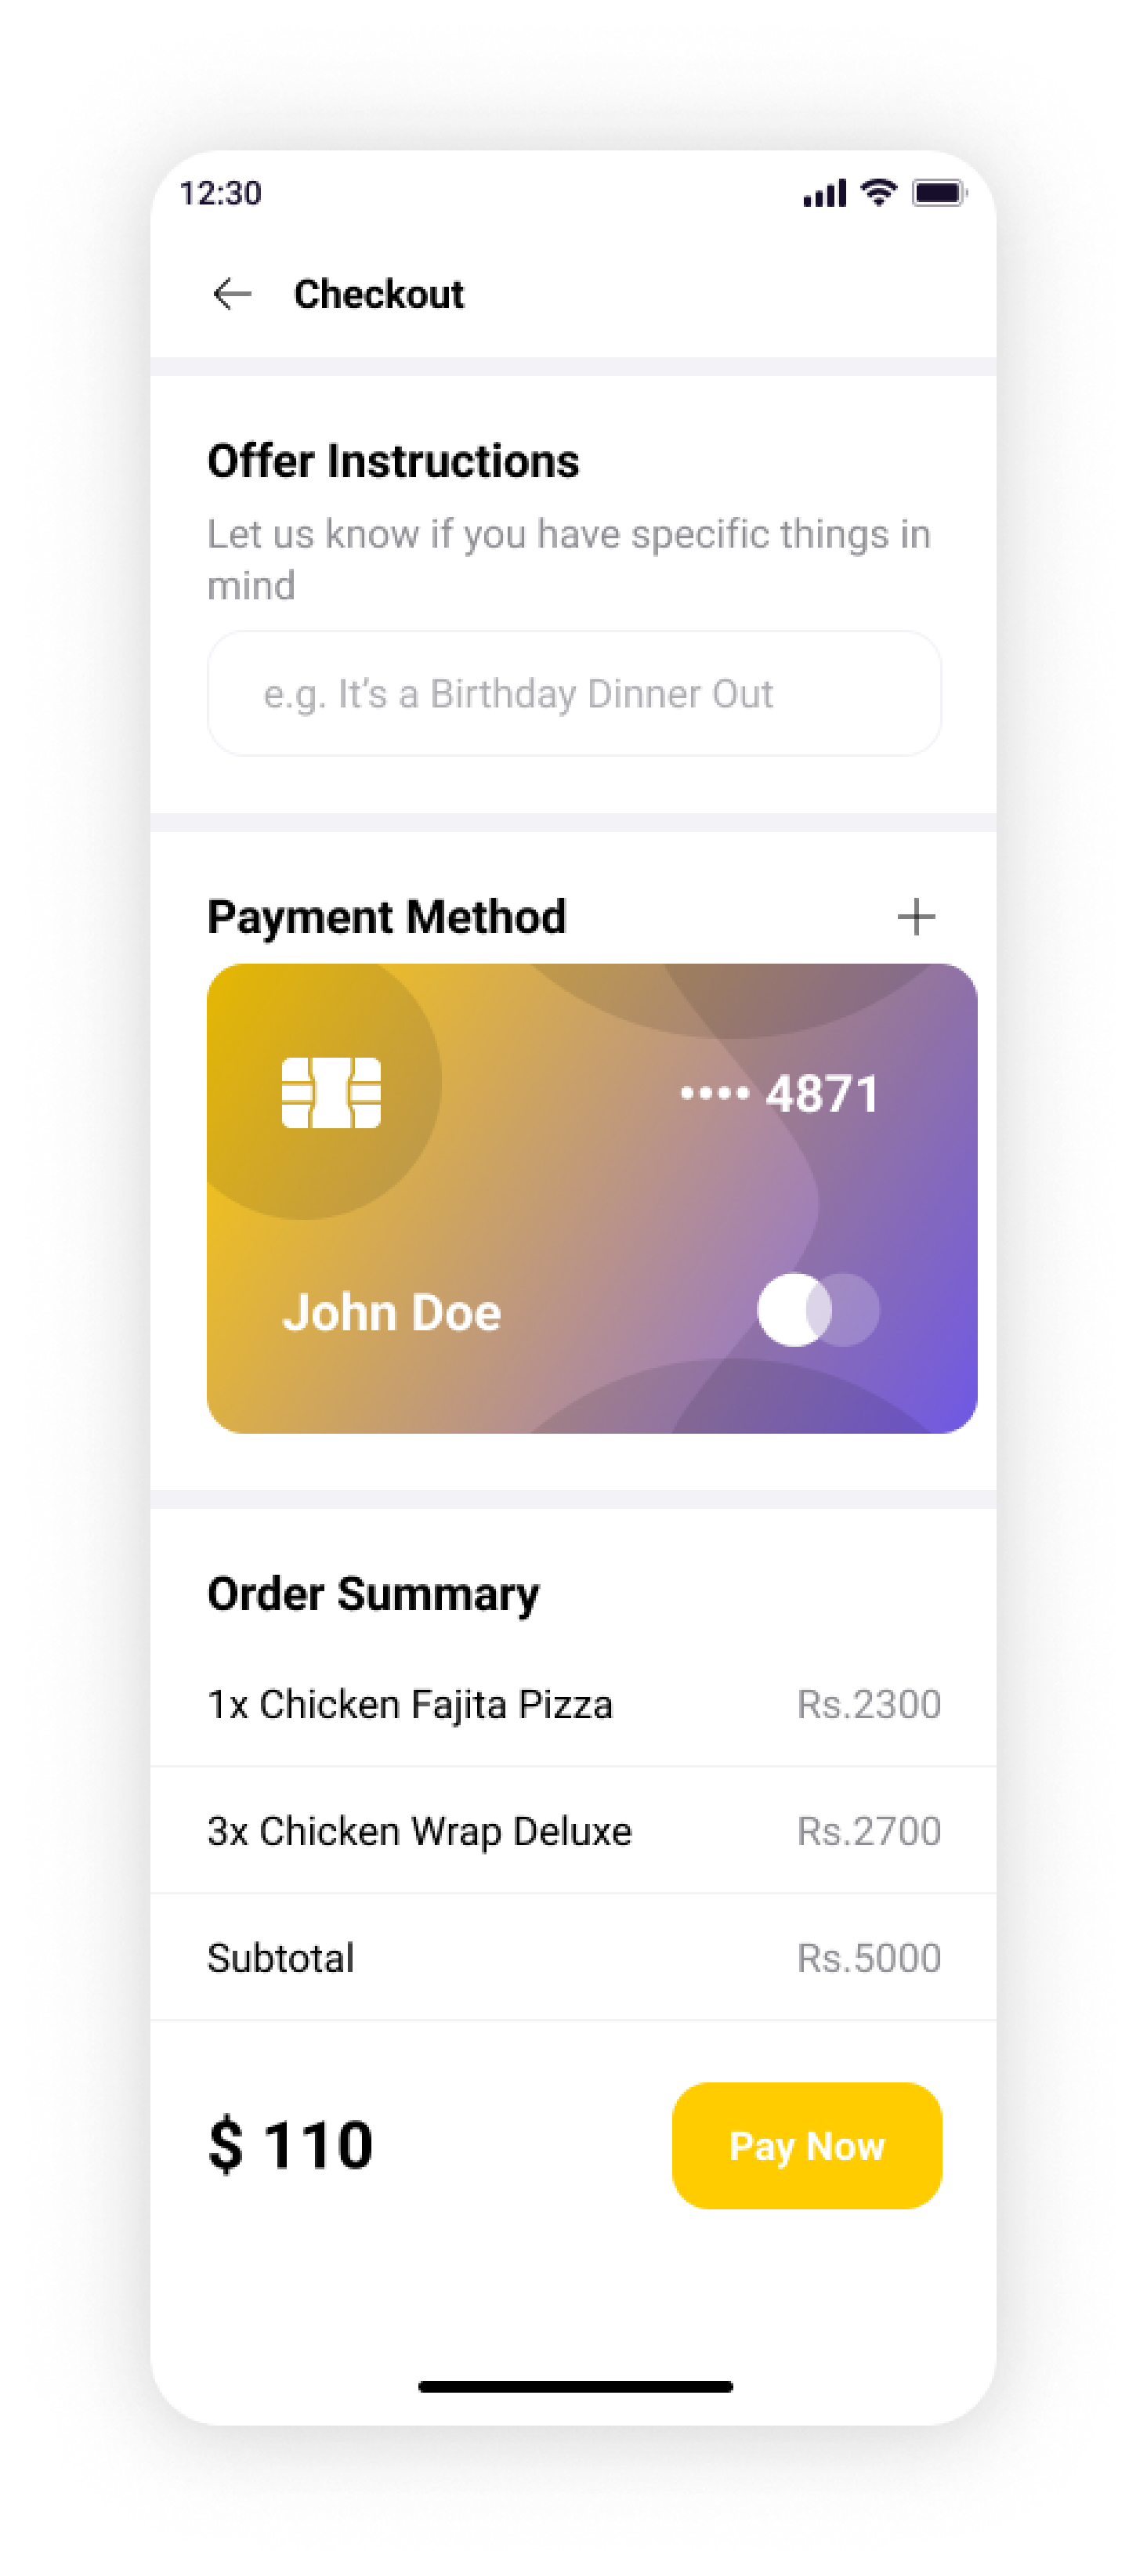 12:30
Checkout
Offer Instructions
Let us know if you have specific things in
mind
e.g. It’s a Birthday Dinner Out
Payment Method
•••• 4871
John Doe
Order Summary
1x Chicken Fajita Pizza Rs.2300
3x Chicken Wrap Deluxe Rs.2700
Subtotal Rs.5000
$ 110 Pay Now